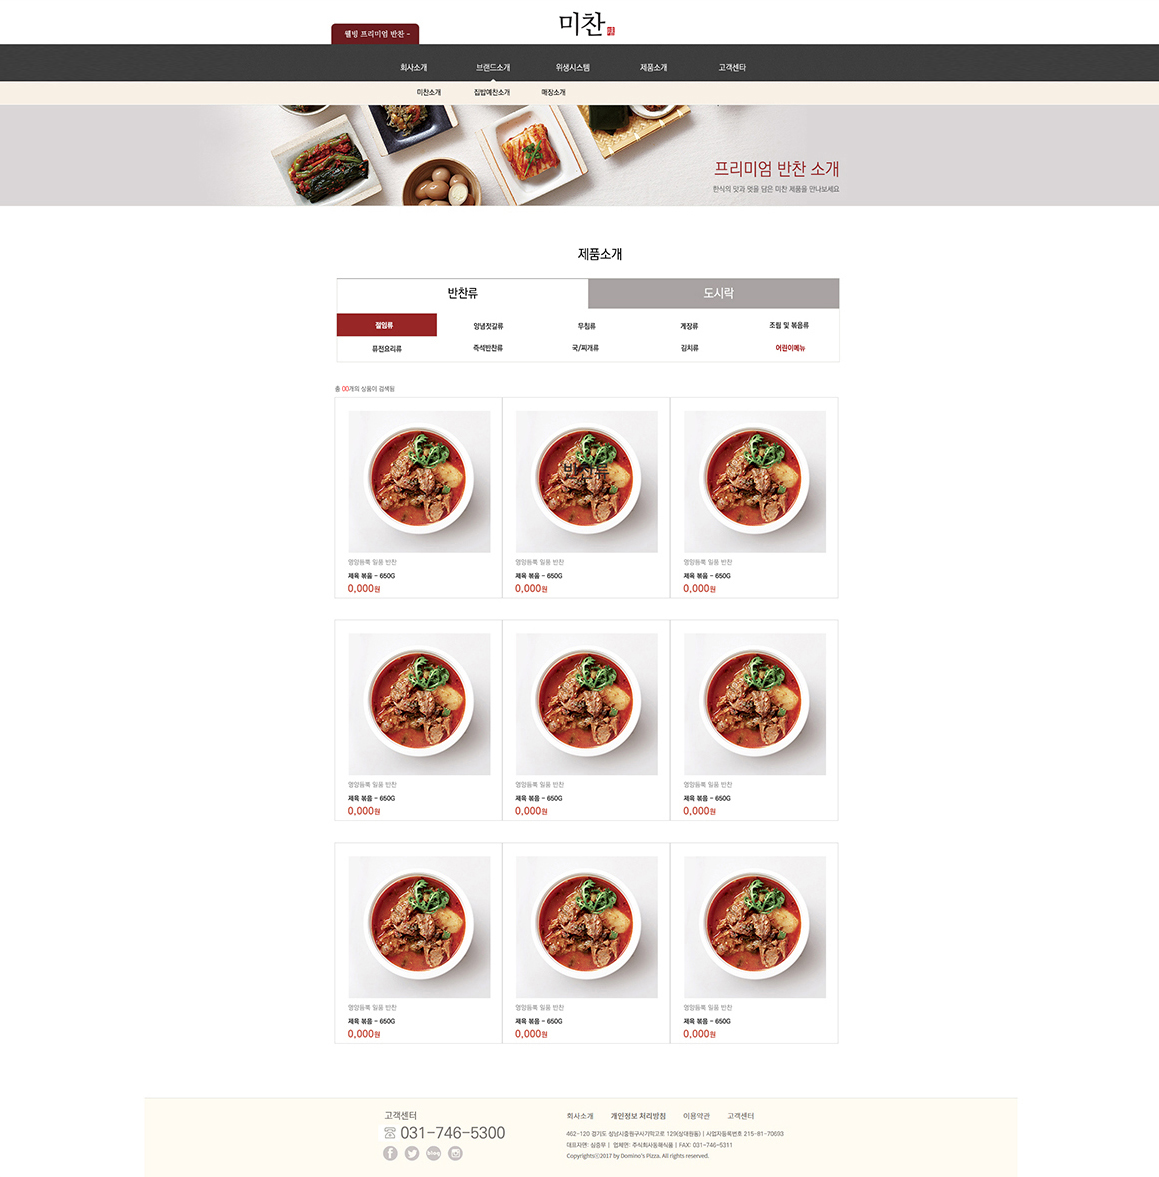 웰빙 프리미엄 반찬 -
미찬
회사소개 브랜드소개 위생시스템 제품소개 고객센타
미찬소개 집밥예찬소개 매장소개
프리미엄 반찬 소개
한식의 맛과 멋을 담은 미찬 제품을 만나보세요
제품소개
반찬류 도시락
절임류 양념젓갈류 무침류 게장류 조림 및 볶음류
퓨전요리류 즉석반찬류 국/찌개류 김치류 어린이메뉴
총 00개의 상품이 검색됨
반찬류
영양듬뿍 일품 반찬 영양듬뿍 일품 반찬 영양듬뿍 일품 반찬
제육 볶음 - 650G 제육 볶음 - 650G 제육 볶음 - 650G
0,000원 0,000원 0,000원
영양듬뿍 일품 반찬 영양듬뿍 일품 반찬 영양듬뿍 일품 반찬
제육 볶음 - 650G 제육 볶음 - 650G 제육 볶음 - 650G
0,000원 0,000원 0,000원
영양듬뿍 일품 반찬 영양듬뿍 일품 반찬 영양듬뿍 일품 반찬
제육 볶음 - 650G 제육 볶음 - 650G 제육 볶음 - 650G
0,000원 0,000원 0,000원
고객센터
031-746-5300
blog
회사소개 개인정보 처리방침 이용약관 고객센터
462-120 경기도 성남시중원구사기막고로 129(상대원동) | 사업자등록번호 215-81-70593
대표자면: 심증무 | 업체면: 주식회사동해식품 | FAX: 031-746-5311
Copyrightsⓒ2017 by Domino's Pizza. All rights reserved.